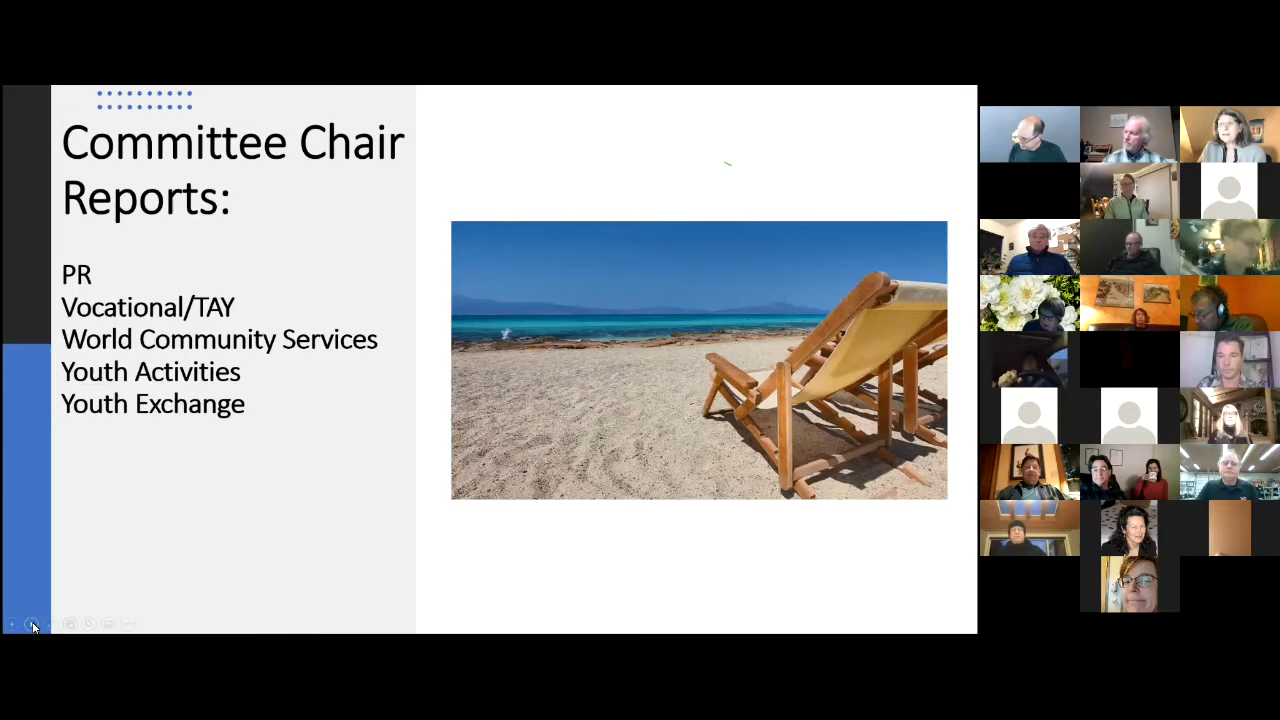 Committee Chair
Reports:
PR
Vocational/TAY
World Community Services
Youth Activities
Youth Exchange